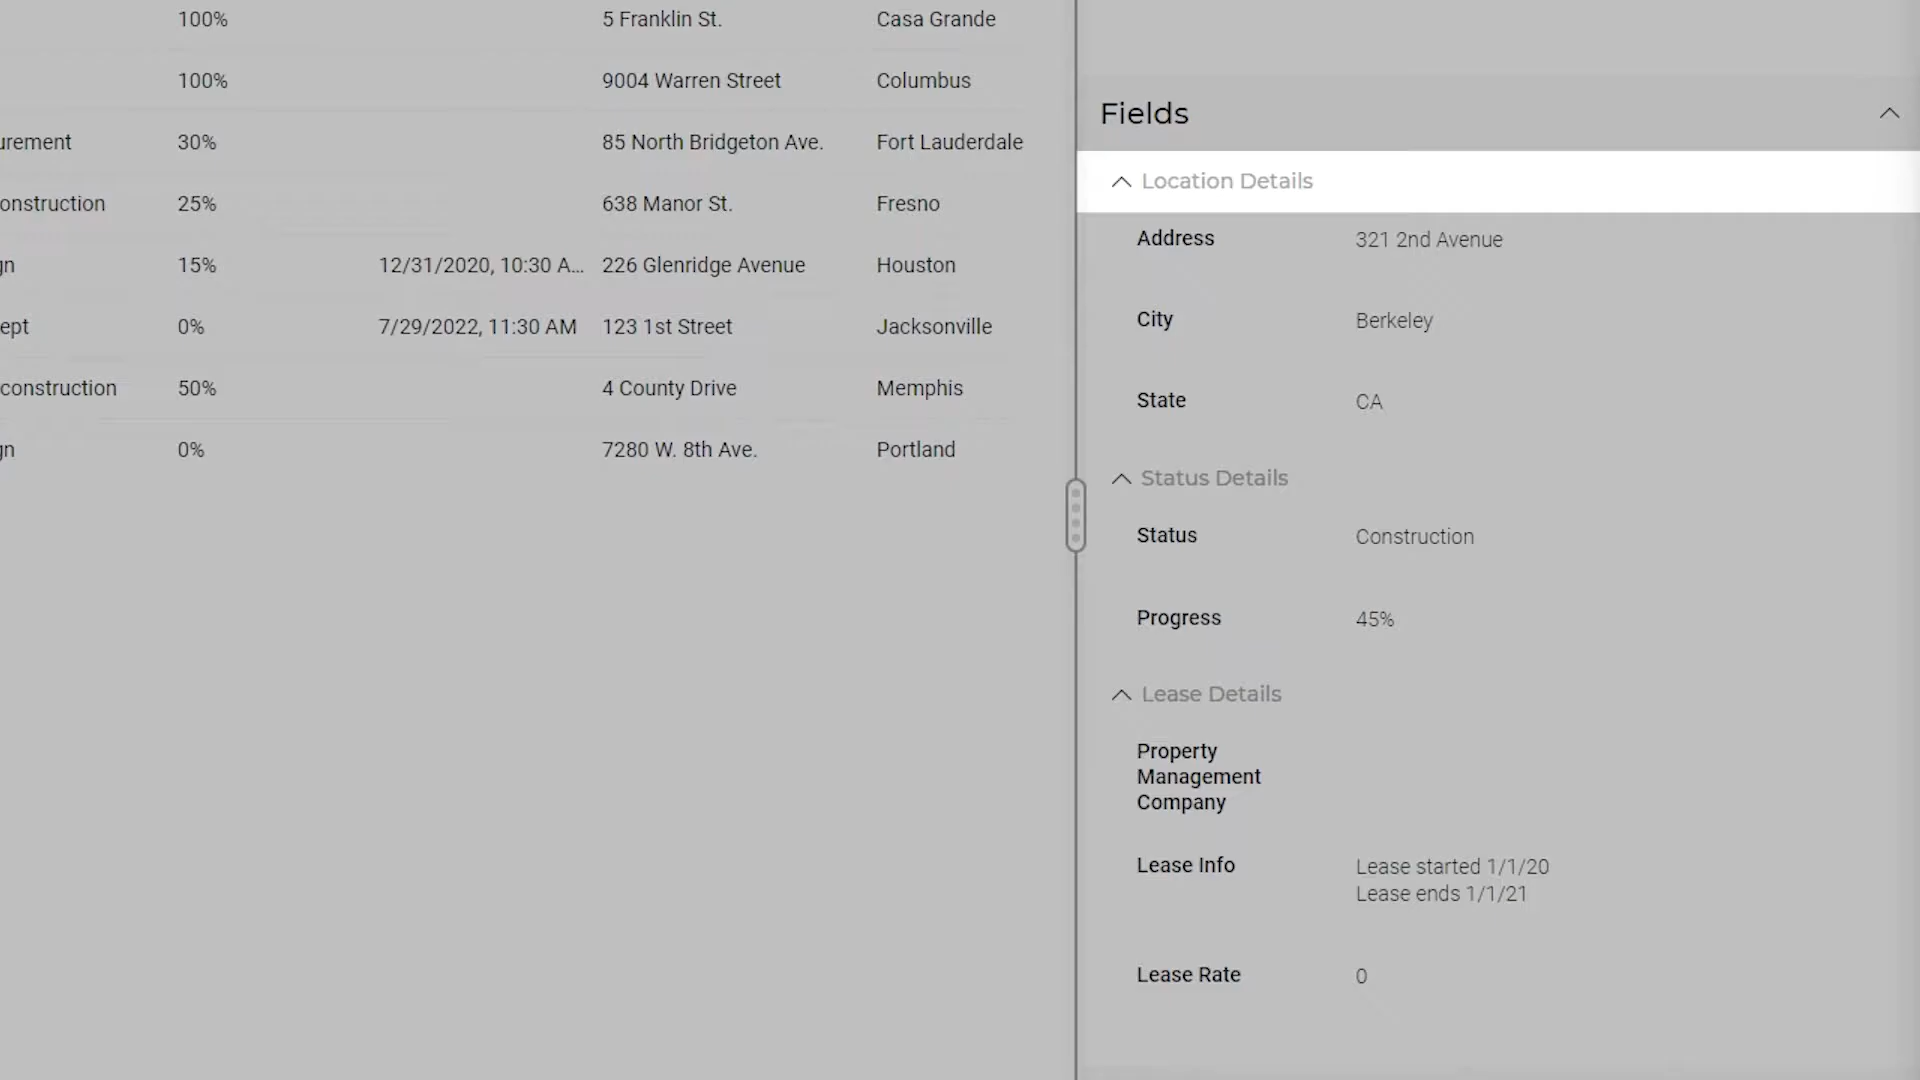 100% 5 Franklin St. Casa Grande
100% 9004 Warren Street Columbus
urement 30% 85 North Bridgeton Ave. Fort Lauderdale
onstruction 25% 638 Manor St. Fresno
gn 15% 12/31/2020, 10:30 A... 226 Glenridge Avenue Houston
ept 0% 7/29/2022, 11:30 AM 123 1st Street Jacksonville
construction 50% 4 County Drive Memphis
gn 0% 7280 W. 8th Ave. Portland
Fields
Location Details
Address 321 2nd Avenue
City Berkeley
State CA
Status Details
Status Construction
Progress 45%
Lease Details
Property
Management
Company
Lease Info Lease started 1/1/20
Lease ends 1/1/21
Lease Rate 0